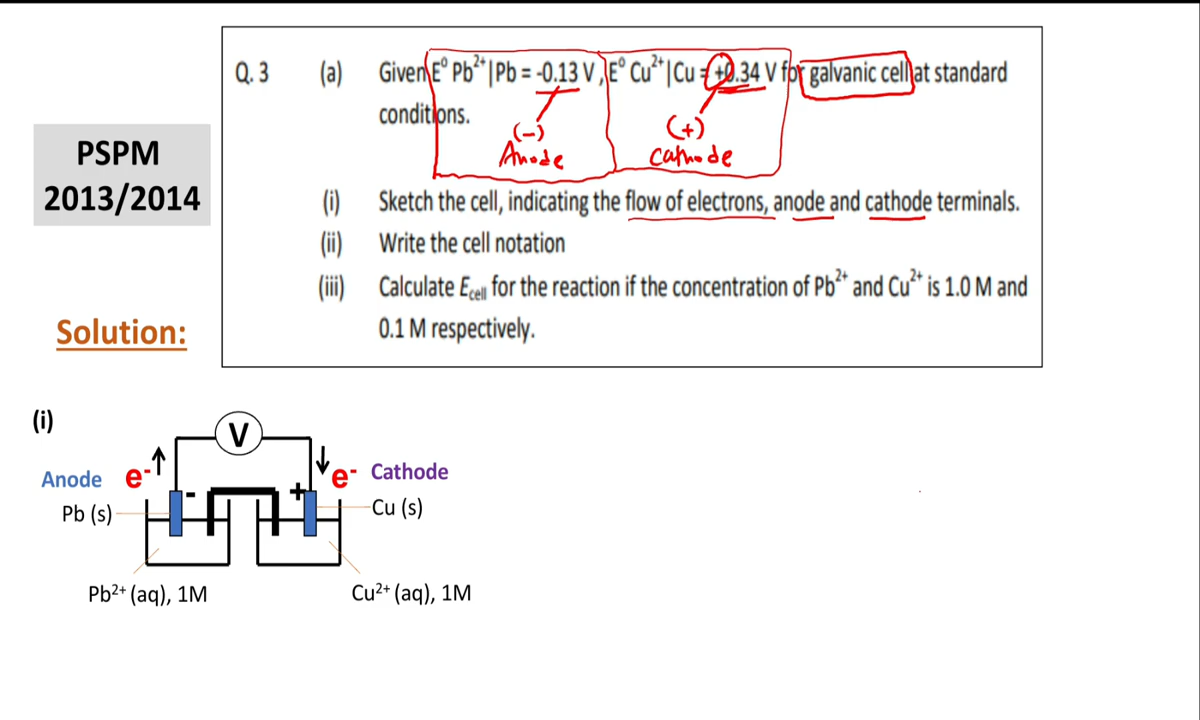 Q. 3 (a) Given E° Pb²⁺|Pb = -0.13 V , E° Cu²⁺|Cu = +0.34 V for galvanic cell at standard
conditions.
(-) (+)
Anode Cathode
PSPM
2013/2014
(i) Sketch the cell, indicating the flow of electrons, anode and cathode terminals.
(ii) Write the cell notation
(iii) Calculate Ecell for the reaction if the concentration of Pb²⁺ and Cu²⁺ is 1.0 M and
0.1 M respectively.
Solution:
(i)
V
Anode e⁻ e⁻ Cathode
- +
Pb (s) Cu (s)
Pb²⁺ (aq), 1M Cu²⁺ (aq), 1M